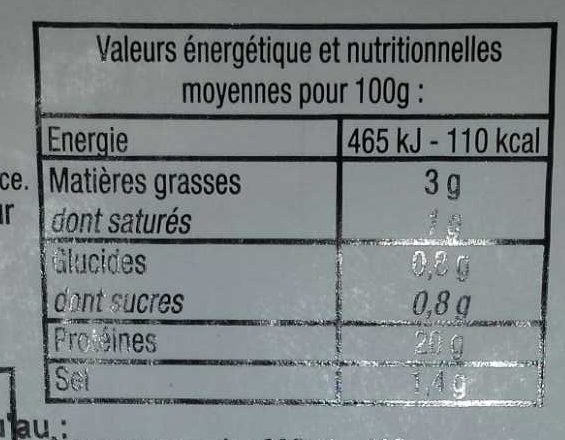 Valeurs énergétique et nutritionnelles
moyennes pour 100g :
Energie 465 kJ - 110 kcal
ce. Matières grasses 3 g
ur dont saturés 1 g
Glucides 0,8 g
dont sucres 0,8 g
Protéines 20 g
Sel 1,4 g
u'au :